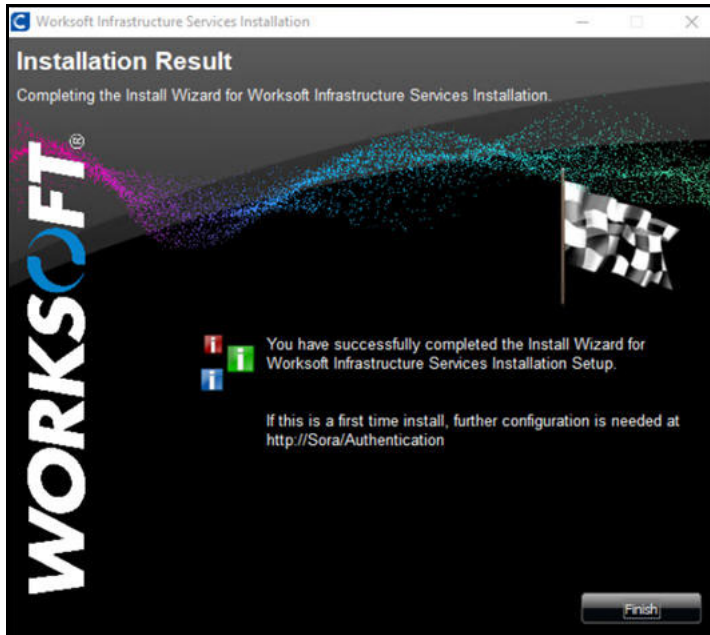 Worksoft Infrastructure Services Installation
Installation Result
Completing the Install Wizard for Worksoft Infrastructure Services Installation.
WORKSOFT®
You have successfully completed the Install Wizard for
Worksoft Infrastructure Services Installation Setup.
If this is a first time install, further configuration is needed at
http://Sora/Authentication
Finish